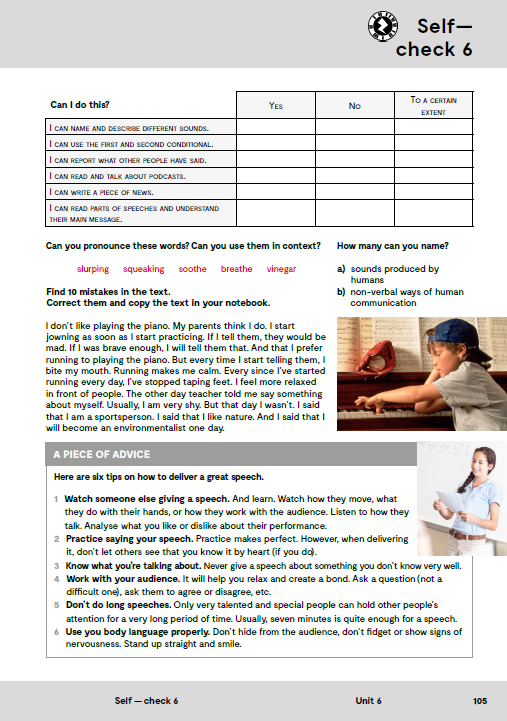 Self—
check 6
Can I do this?
YES
NO
TO A CERTAIN
EXTENT
I CAN NAME AND DESCRIBE DIFFERENT SOUNDS.
I CAN USE THE FIRST AND SECOND CONDITIONAL.
I CAN REPORT WHAT OTHER PEOPLE HAVE SAID.
I CAN READ AND TALK ABOUT PODCASTS.
I CAN WRITE A PIECE OF NEWS.
I CAN READ PARTS OF SPEECHES AND UNDERSTAND
THEIR MAIN MESSAGE.
Can you pronounce these words? Can you use them in context?
slurping squeaking soothe breathe vinegar
Find 10 mistakes in the text.
Correct them and copy the text in your notebook.
I don't like playing the piano. My parents think I do. I start
jowning as soon as I start practicing. If I tell them, they would be
mad. If I was brave enough, I will tell them that. And that I prefer
running to playing the piano. But every time I start telling them, I
bite my mouth. Running makes me calm. Every since I've started
running every day, I've stopped taping feet. I feel more relaxed
in front of people. The other day teacher told me say something
about myself. Usually, I am very shy. But that day I wasn't. I said
that I am a sportsperson. I said that I like nature. And I said that I
will become an environmentalist one day.
How many can you name?
a) sounds produced by
humans
b) non-verbal ways of human
communication
A PIECE OF ADVICE
Here are six tips on how to deliver a great speech.
1 Watch someone else giving a speech. And learn. Watch how they move, what
they do with their hands, or how they work with the audience. Listen to how they
talk. Analyse what you like or dislike about their performance.
2 Practice saying your speech. Practice makes perfect. However, when delivering
it, don't let others see that you know it by heart (if you do).
3 Know what you're talking about. Never give a speech about something you don't know very well.
4 Work with your audience. It will help you relax and create a bond. Ask a question (not a
difficult one), ask them to agree or disagree, etc.
5 Don't do long speeches. Only very talented and special people can hold other people's
attention for a very long period of time. Usually, seven minutes is quite enough for a speech.
6 Use you body language properly. Don't hide from the audience, don't fidget or show signs of
nervousness. Stand up straight and smile.
Self — check 6
Unit 6
105